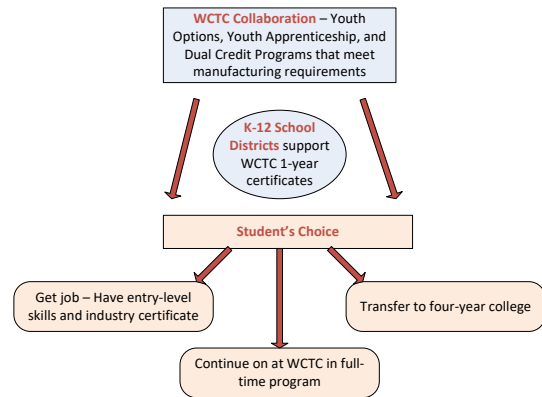 WCTC Collaboration – Youth
Options, Youth Apprenticeship, and
Dual Credit Programs that meet
manufacturing requirements
K-12 School
Districts support
WCTC 1-year
certificates
Student’s Choice
Get job – Have entry-level
skills and industry certificate
Transfer to four-year college
Continue on at WCTC in full-
time program